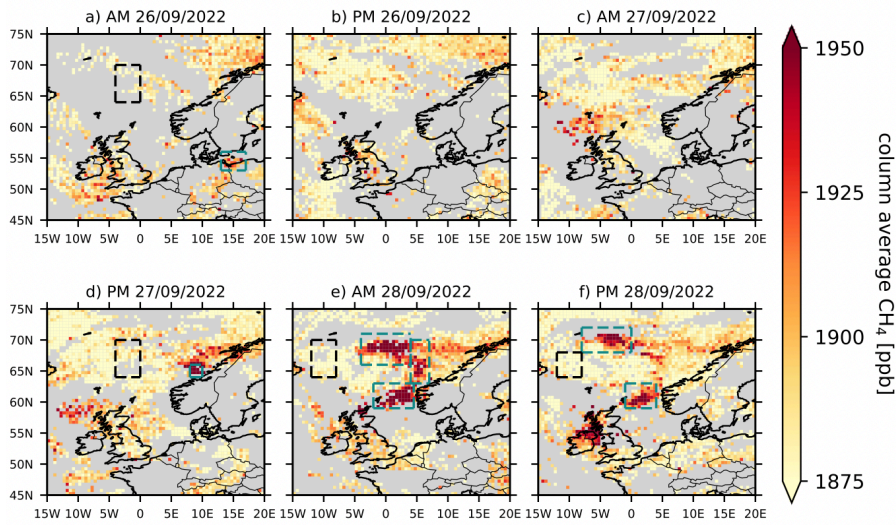 a) AM 26/09/2022
b) PM 26/09/2022
c) AM 27/09/2022
75N
70N
65N
60N
55N
50N
45N
15W 10W 5W 0 5E 10E 15E 20E
15W 10W 5W 0 5E 10E 15E 20E
15W 10W 5W 0 5E 10E 15E 20E
d) PM 27/09/2022
e) AM 28/09/2022
f) PM 28/09/2022
75N
70N
65N
60N
55N
50N
45N
15W 10W 5W 0 5E 10E 15E 20E
15W 10W 5W 0 5E 10E 15E 20E
15W 10W 5W 0 5E 10E 15E 20E
1950
1925
1900
1875
column average CH₄ [ppb]